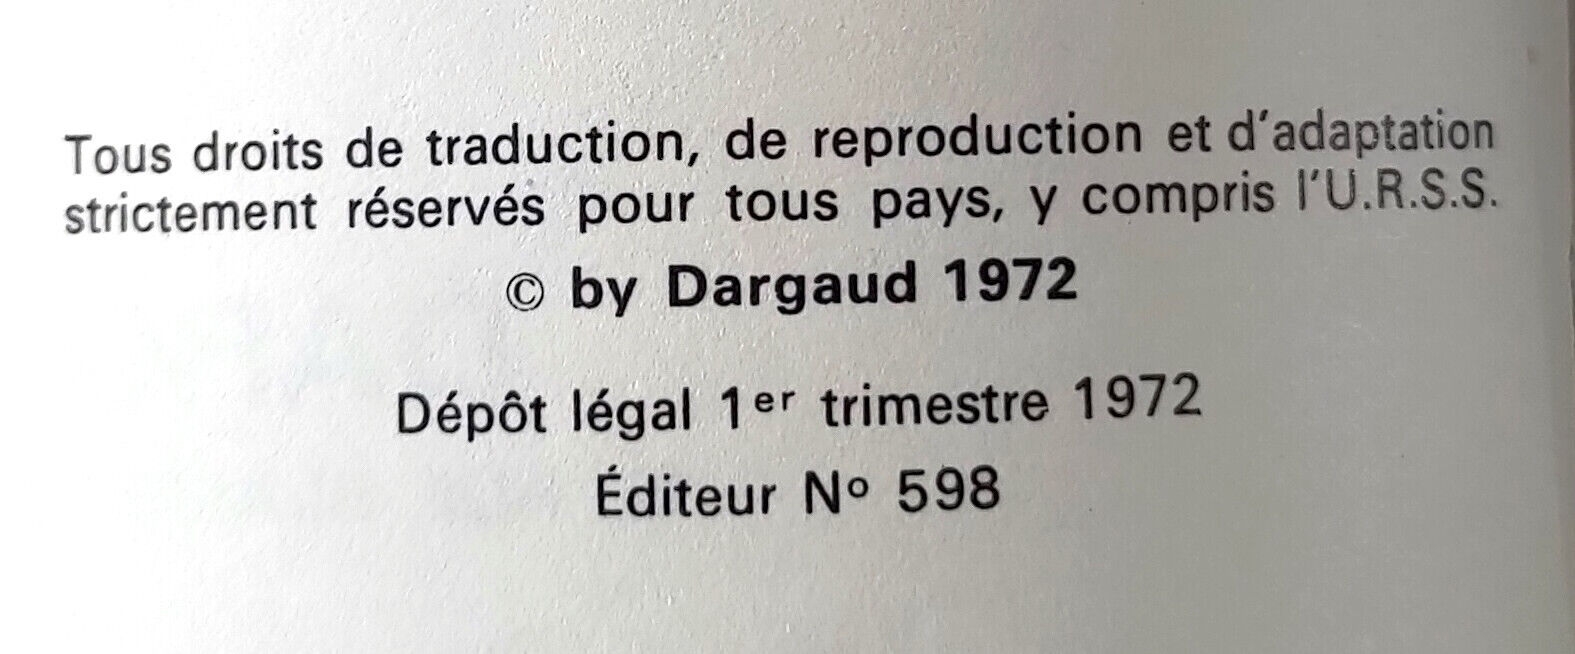 Tous droits de traduction, de reproduction et d'adaptation
strictement réservés pour tous pays, y compris l'U.R.S.S.
© by Dargaud 1972
Dépôt légal 1er trimestre 1972
Éditeur Nº 598